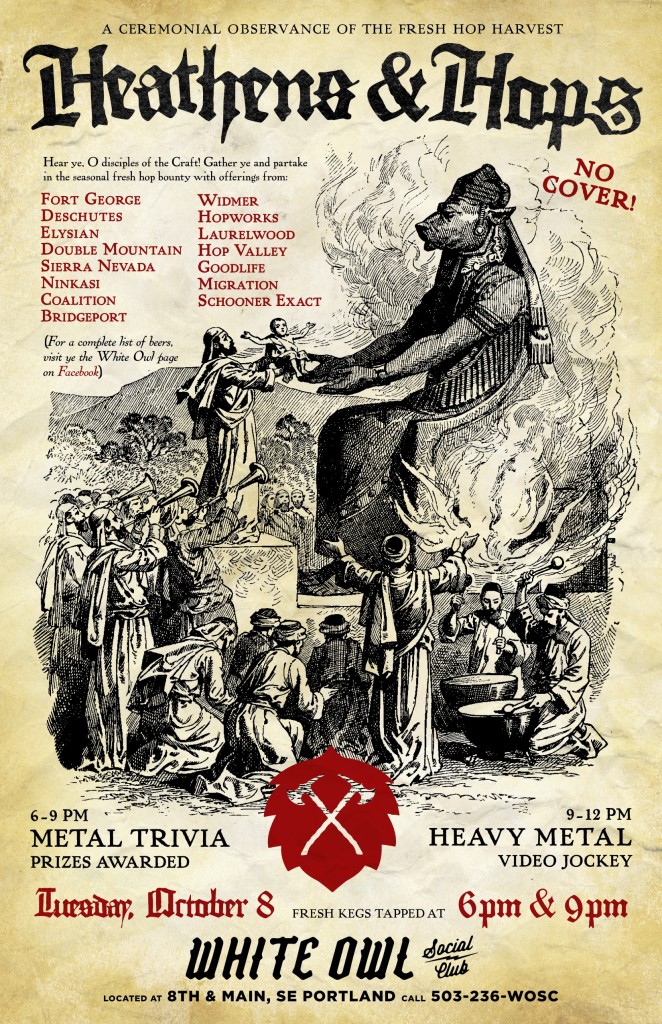 A CEREMONIAL OBSERVANCE OF THE FRESH HOP HARVEST
Heathens & Hops
Hear ye, O disciples of the Craft! Gather ye and partake
in the seasonal fresh hop bounty with offerings from:
NO
COVER!
FORT GEORGE
DESCHUTES
ELYSIAN
DOUBLE MOUNTAIN
SIERRA NEVADA
NINKASI
COALITION
BRIDGEPORT
WIDMER
HOPWORKS
LAURELWOOD
HOP VALLEY
GOODLIFE
MIGRATION
SCHOONER EXACT
(For a complete list of beers,
visit ye the White Owl page
on Facebook)
6-9 PM
METAL TRIVIA
PRIZES AWARDED
9-12 PM
HEAVY METAL
VIDEO JOCKEY
Tuesday, October 8 FRESH KEGS TAPPED AT 6pm & 9pm
WHITE OWL Social Club
LOCATED AT 8TH & MAIN, SE PORTLAND CALL 503-236-WOSC